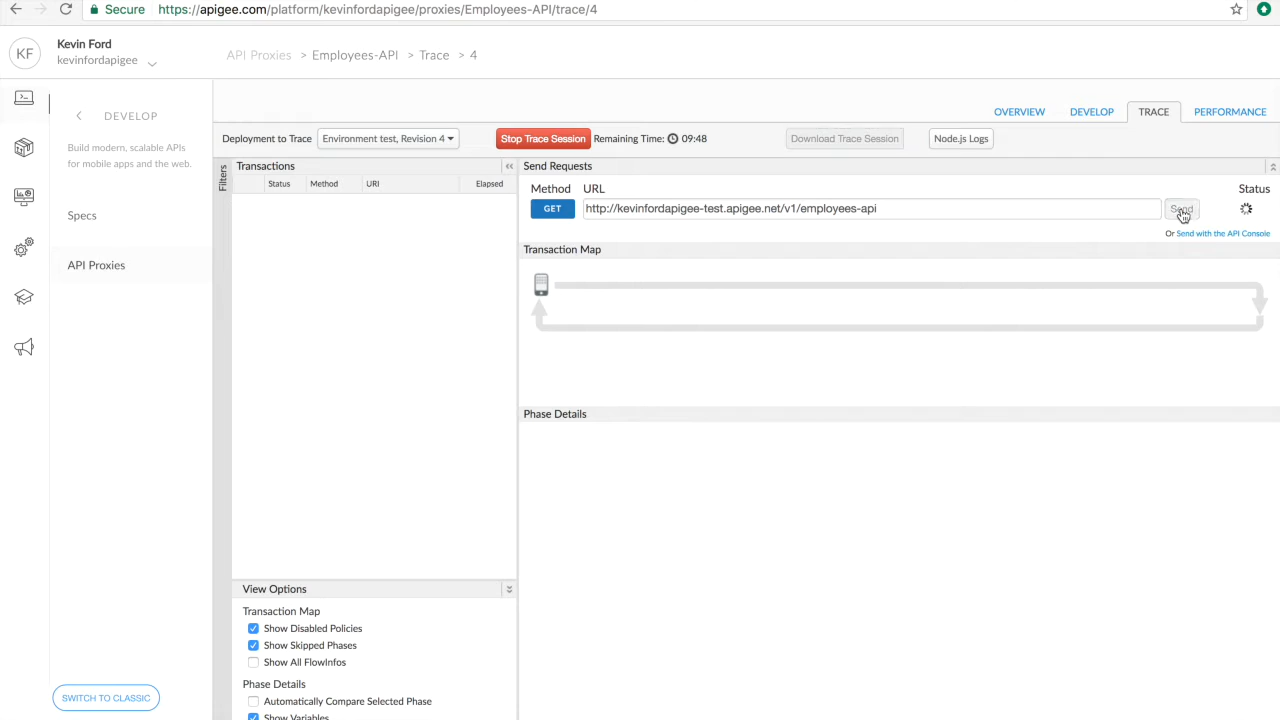 Secure https://apigee.com/platform/kevinfordapigee/proxies/Employees-API/trace/4
KF
Kevin Ford
kevinfordapigee
API Proxies > Employees-API > Trace > 4
DEVELOP
Build modern, scalable APIs
for mobile apps and the web.
Specs
API Proxies
SWITCH TO CLASSIC
OVERVIEW DEVELOP TRACE PERFORMANCE
Deployment to Trace Environment test, Revision 4 Stop Trace Session Remaining Time: 09:48 Download Trace Session Node.js Logs
Filters
Transactions
Status Method URI Elapsed
Send Requests
Method URL Status
GET http://kevinfordapigee-test.apigee.net/v1/employees-api Send
Or Send with the API Console
Transaction Map
Phase Details
View Options
Transaction Map
Show Disabled Policies
Show Skipped Phases
Show All FlowInfos
Phase Details
Automatically Compare Selected Phase
Show Variables